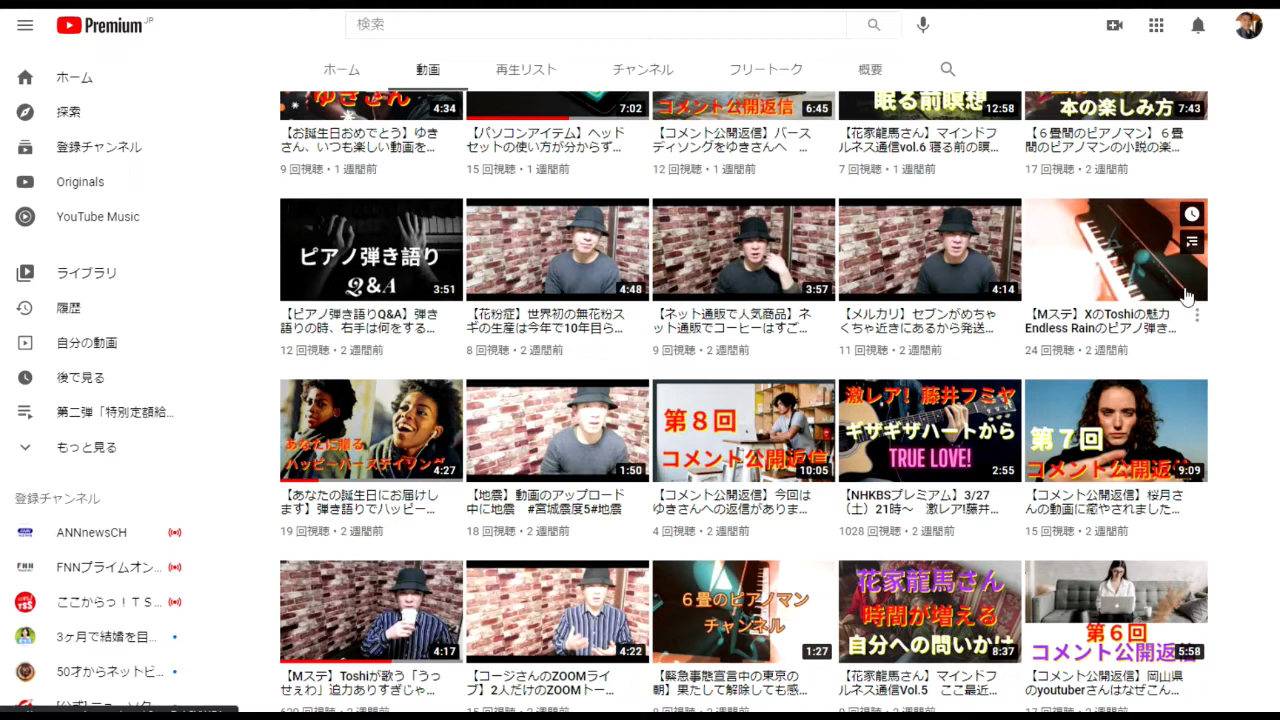 Premium JP
検索
ホーム
動画
再生リスト
チャンネル
フリートーク
概要
ホーム
探索
登録チャンネル
Originals
YouTube Music
ライブラリ
履歴
自分の動画
後で見る
第二弾「特別定額給...
もっと見る
登録チャンネル
ANNnewsCH
FNNプライムオン...
ここからっ！ＴＳ...
3ヶ月で結婚を目...
50才からネットビ...
ゆきさん
4:34
7:02
コメント公開返信
6:45
眠る前瞑想
12:58
本の楽しみ方
7:43
【お誕生日おめでとう】ゆき
さん、いつも楽しい動画を...
9 回視聴・1 週間前
【パソコンアイテム】ヘッド
セットの使い方が分からず...
15 回視聴・1 週間前
【コメント公開返信】バース
ディソングをゆきさんへ ...
12 回視聴・1 週間前
【花家龍馬さん】マインドフ
ルネス通信vol.6 寝る前の瞑...
7 回視聴・1 週間前
【６畳間のピアノマン】６畳
間のピアノマンの小説の楽...
17 回視聴・2 週間前
ピアノ弾き語り
Q&A
3:51
4:48
3:57
4:14
【ピアノ弾き語りQ&A】弾き
語りの時、右手は何をする...
12 回視聴・2 週間前
【花粉症】世界初の無花粉ス
ギの生産は今年で10年目ら...
8 回視聴・2 週間前
【ネット通販で人気商品】ネ
ット通販でコーヒーはすご...
9 回視聴・2 週間前
【メルカリ】セブンがめちゃ
くちゃ近きにあるから発送...
11 回視聴・2 週間前
【Mステ】XのToshiの魅力
Endless Rainのピアノ弾き...
24 回視聴・2 週間前
あなたに贈る
ハッピーバースデイソング
4:27
1:50
第８回
コメント公開返信
10:05
激レア！藤井フミヤ
ギザギザハートから
TRUE LOVE!
2:55
第７回
コメント公開返信
9:09
【あなたの誕生日にお届けし
ます】弾き語りでハッピー...
19 回視聴・2 週間前
【地震】動画のアップロード
中に地震 #宮城震度5#地震
18 回視聴・2 週間前
【コメント公開返信】今回は
ゆきさんへの返信がありま...
4 回視聴・2 週間前
【NHKBSプレミアム】3/27
（土）21時～ 激レア!藤井...
1028 回視聴・2 週間前
【コメント公開返信】桜月さ
んの動画に癒やされました...
15 回視聴・2 週間前
4:17
4:22
６畳のピアノマン
チャンネル
1:27
花家龍馬さん
時間が増える
自分への問いかけ
8:37
第６回
コメント公開返信
5:58
【Mステ】Toshiが歌う「うっ
せぇわ」迫力ありすぎじゃ...
【コージさんのZOOMライ
ブ】2人だけのZOOMトー...
【緊急事態宣言中の東京の
朝】果たして解除しても感...
【花家龍馬さん】マインドフ
ルネス通信Vol.5 ここ最近...
【コメント公開返信】岡山県
のyoutuberさんはなぜこん...